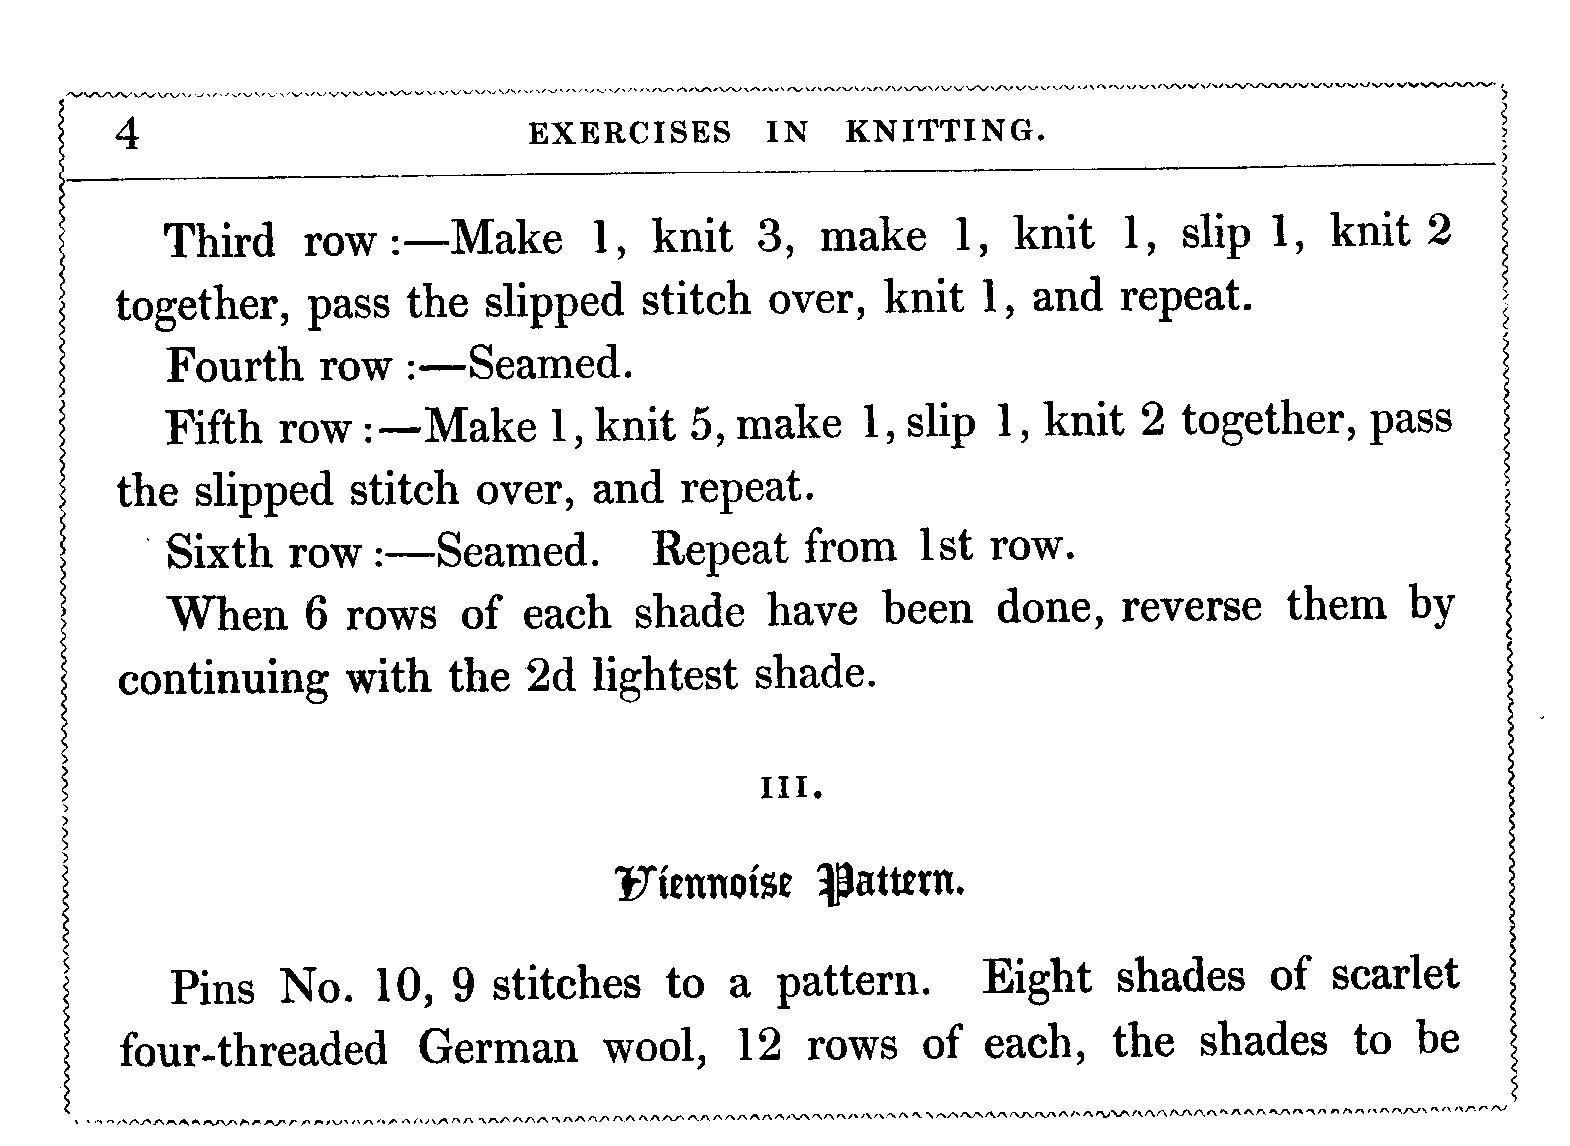 4 EXERCISES IN KNITTING.
Third row :—Make 1, knit 3, make 1, knit 1, slip 1, knit 2
together, pass the slipped stitch over, knit 1, and repeat.
Fourth row :—Seamed.
Fifth row :—Make 1, knit 5, make 1, slip 1, knit 2 together, pass
the slipped stitch over, and repeat.
Sixth row :—Seamed. Repeat from 1st row.
When 6 rows of each shade have been done, reverse them by
continuing with the 2d lightest shade.
III.
Viennoise Pattern.
Pins No. 10, 9 stitches to a pattern. Eight shades of scarlet
four-threaded German wool, 12 rows of each, the shades to be